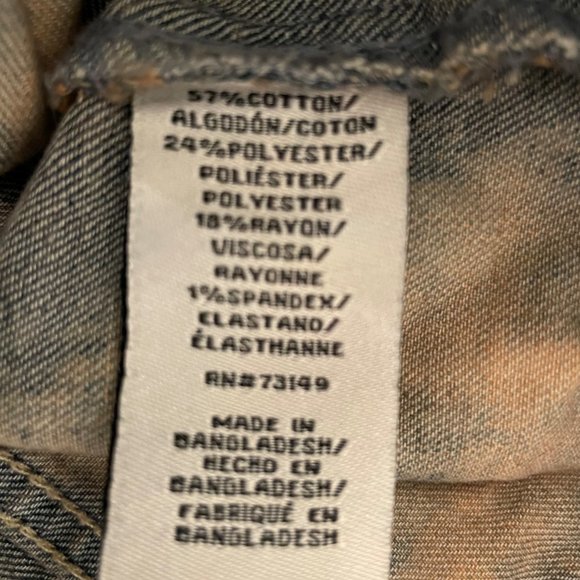 57%COTTON/
ALGODÓN/COTON
24%POLYESTER/
POLIÉSTER/
POLYESTER
18%RAYON/
VISCOSA/
RAYONNE
1%SPANDEX/
ELASTANO/
ÉLASTHANNE
RN#73149
MADE IN
BANGLADESH/
HECHO EN
BANGLADESH/
FABRIQUÉ EN
BANGLADESH